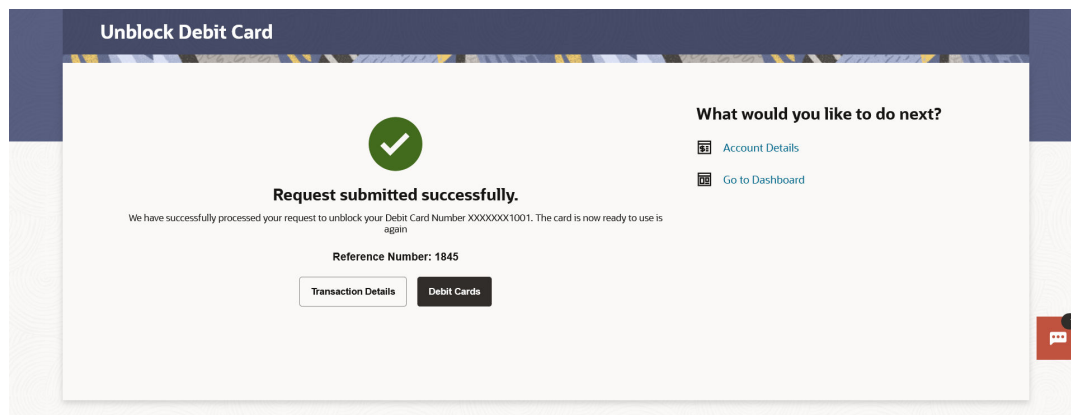 Unblock Debit Card
Request submitted successfully.
We have successfully processed your request to unblock your Debit Card Number XXXXXXX1001. The card is now ready to use is
again
Reference Number: 1845
Transaction Details
Debit Cards
What would you like to do next?
Account Details
Go to Dashboard